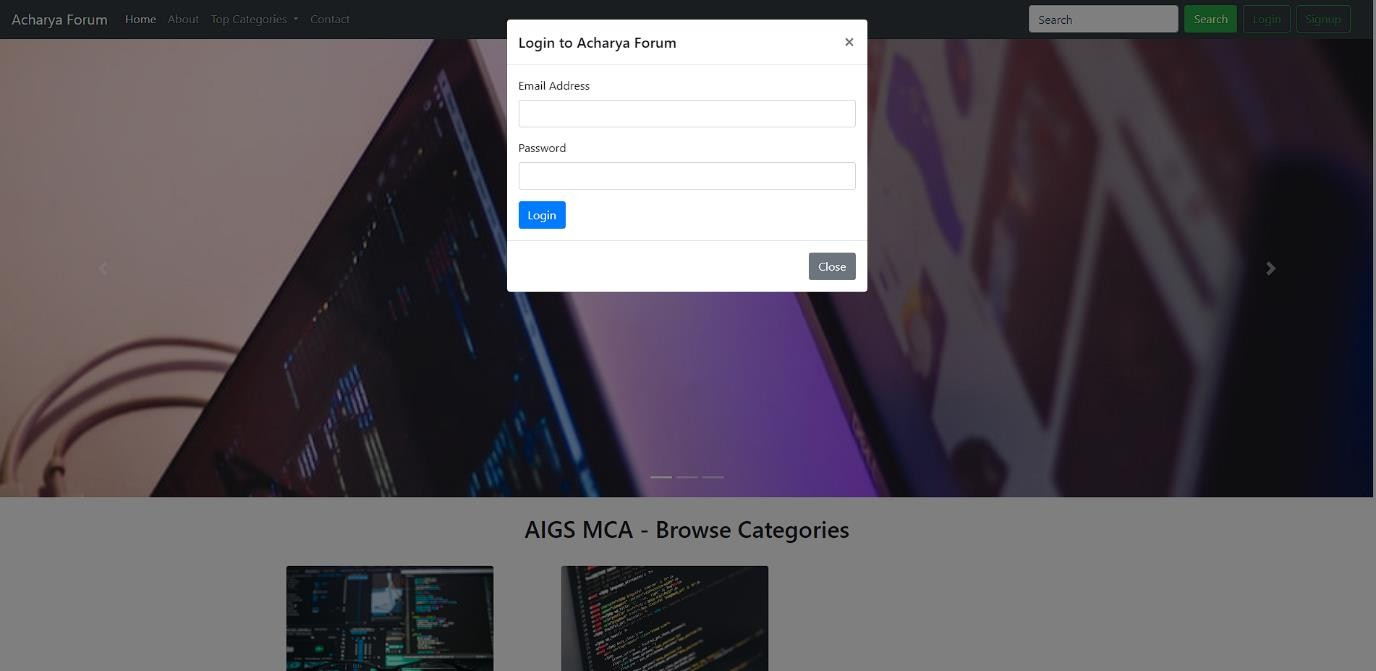 Acharya Forum Home About Top Categories Contact Search Search Login Signup
Login to Acharya Forum ×
Email Address
Password
Login
Close
AIGS MCA - Browse Categories